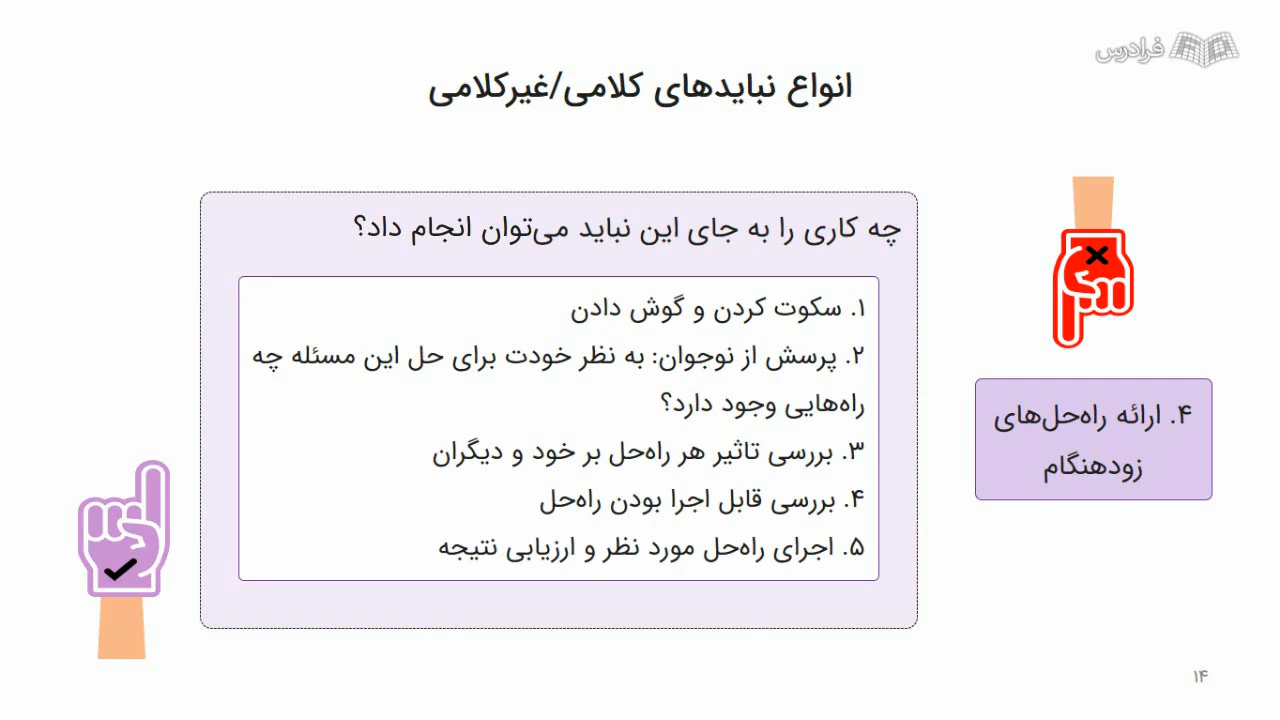 فرادرس
انواع نبایدهای کلامی/غیرکلامی
۴. ارائه راه‌حل‌های
زودهنگام
چه کاری را به جای این نباید می‌توان انجام داد؟
۱. سکوت کردن و گوش دادن
۲. پرسش از نوجوان: به نظر خودت برای حل این مسئله چه
راه‌هایی وجود دارد؟
۳. بررسی تاثیر هر راه‌حل بر خود و دیگران
۴. بررسی قابل اجرا بودن راه‌حل
۵. اجرای راه‌حل مورد نظر و ارزیابی نتیجه
۱۴